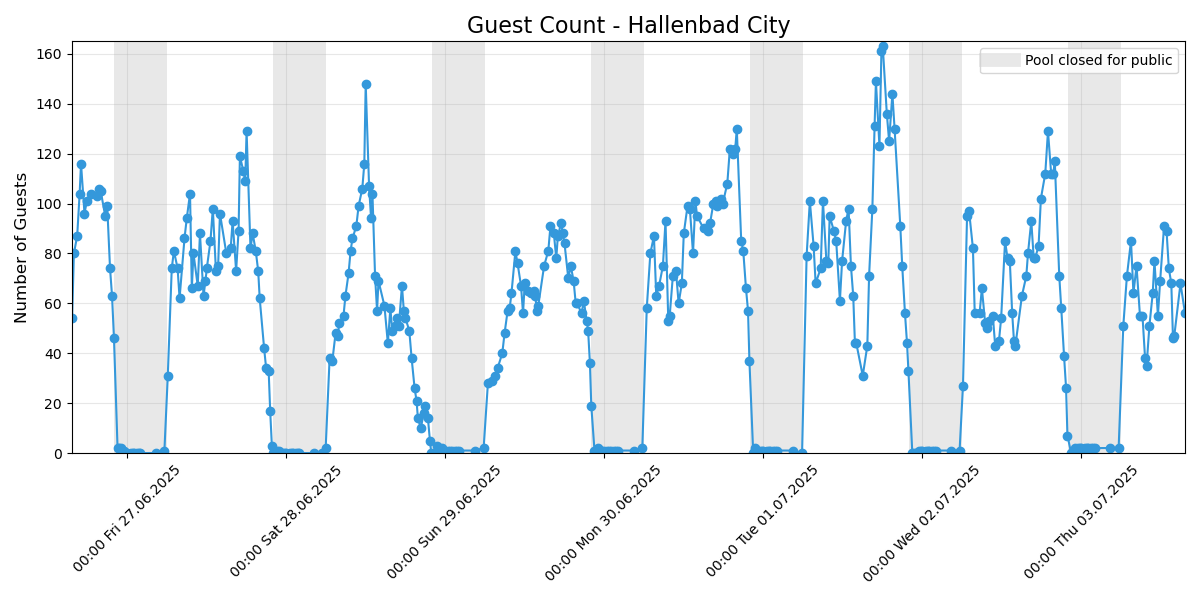 Guest Count - Hallenbad City
Pool closed for public
Number of Guests
160
140
120
100
80
60
40
20
0
00:00 Fri 27.06.2025
00:00 Sat 28.06.2025
00:00 Sun 29.06.2025
00:00 Mon 30.06.2025
00:00 Tue 01.07.2025
00:00 Wed 02.07.2025
00:00 Thu 03.07.2025